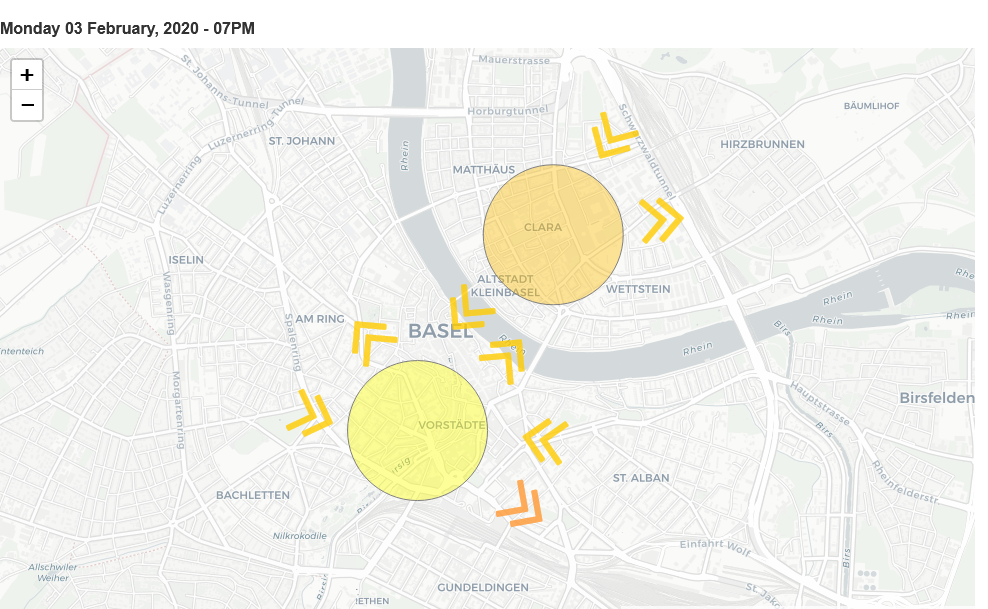 Monday 03 February, 2020 - 07PM
+
−
Mauerstrasse
St. Johanns-Tunnel
Luzernerring Tunnel
Horburgtunnel
Schwarzwaldtunnel
BÄUMLIHOF
ST. JOHANN
Rhein
HIRZBRUNNEN
MATTHÄUS
Luzernerring
CLARA
ISELIN
ALTSTADT
KLEINBASEL
WETTSTEIN
Wasgenring
Rhein
Rhe
AM RING
Spalenring
BASEL
Rhein
Rhein
Rhein
Birs
Rhein
Morgartenring
Hauptstrasse
Birsfelden
VORSTÄDTE
Birs
ST. ALBAN
BACHLETTEN
Rheinfelderstr.
Nilkrokodile
Einfahrt Wolf
Birs
Allschwiler
Weiher
GUNDELDINGEN
Birsig
St. Jak